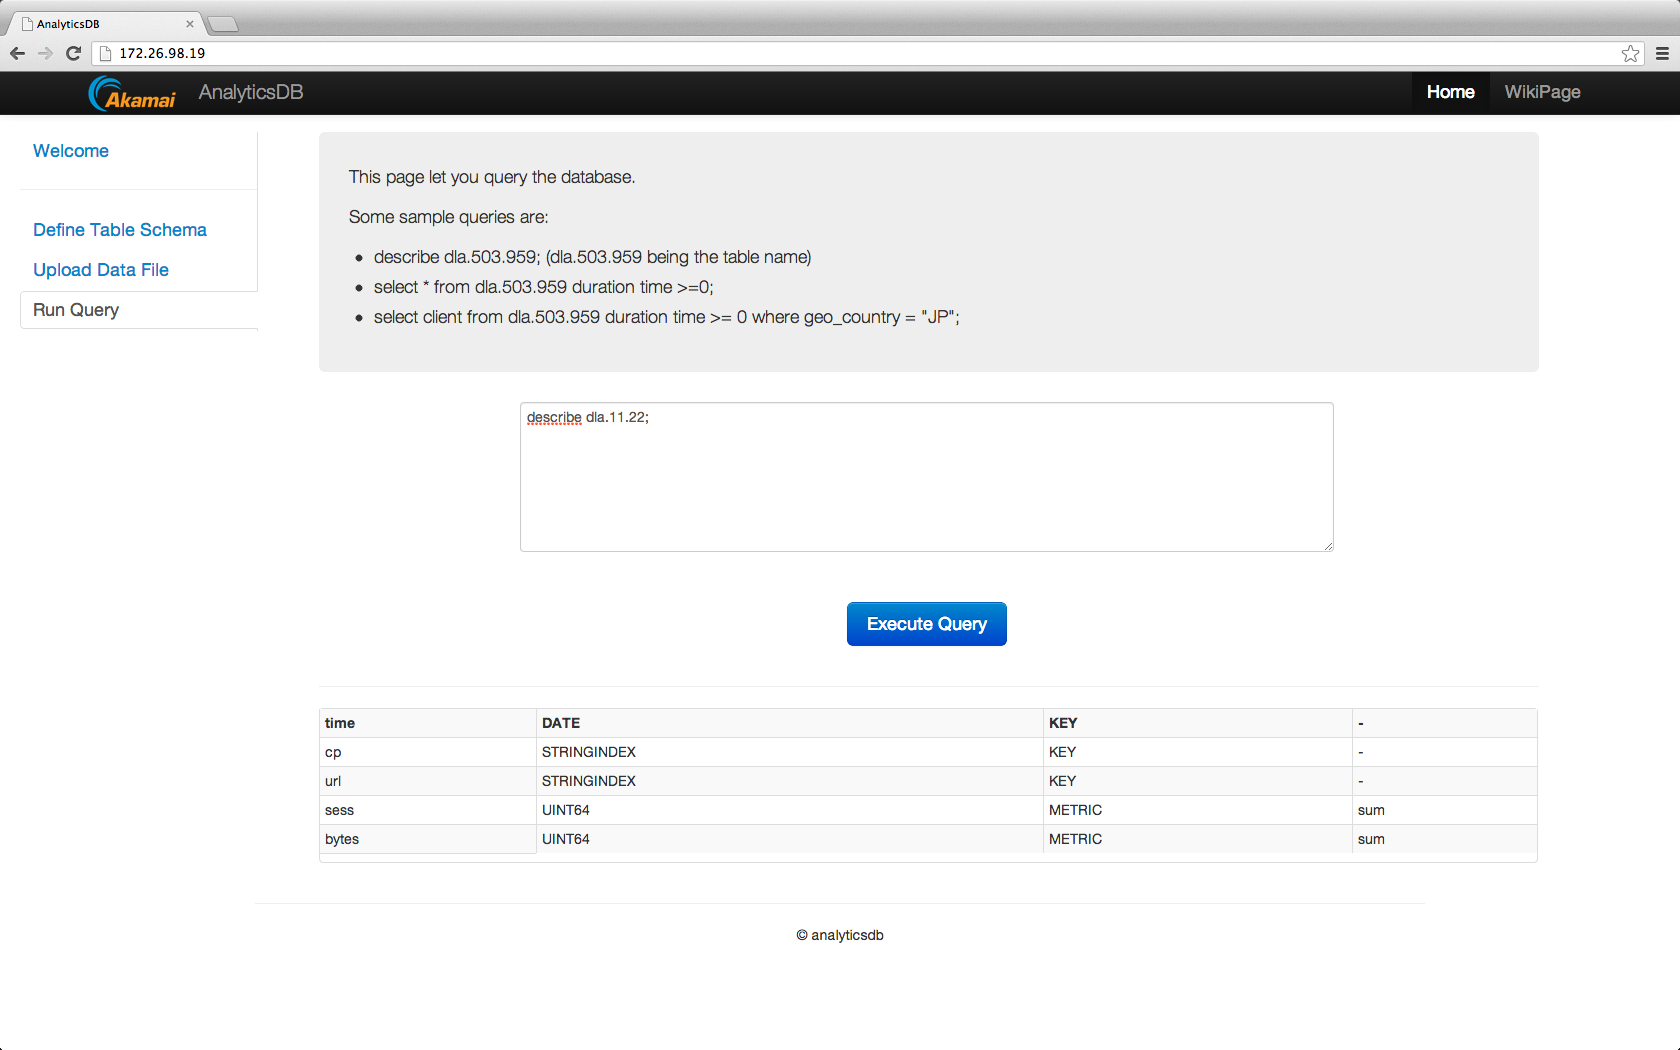 AnalyticsDB
172.26.98.19
Akamai AnalyticsDB Home WikiPage
Welcome
Define Table Schema
Upload Data File
Run Query
This page let you query the database.
Some sample queries are:
• describe dla.503.959; (dla.503.959 being the table name)
• select * from dla.503.959 duration time >=0;
• select client from dla.503.959 duration time >= 0 where geo_country = "JP";
describe dla.11.22;
Execute Query
time DATE KEY -
cp STRINGINDEX KEY -
url STRINGINDEX KEY -
sess UINT64 METRIC sum
bytes UINT64 METRIC sum
© analyticsdb